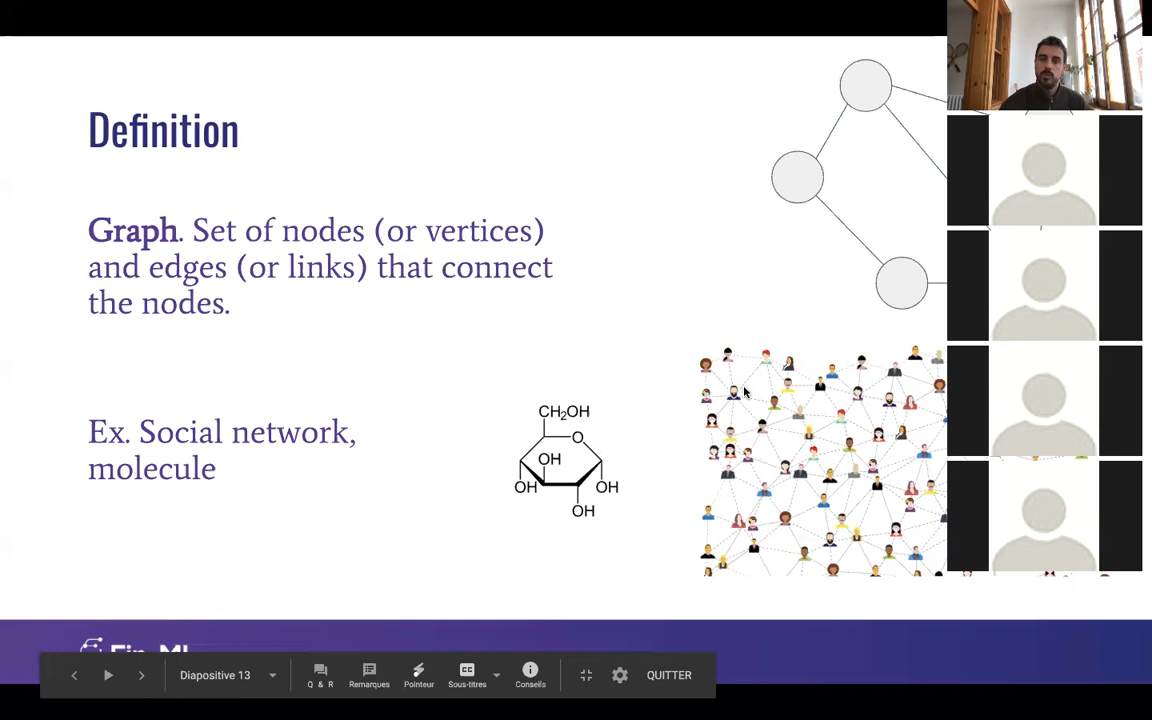 Definition
Graph. Set of nodes (or vertices)
and edges (or links) that connect
the nodes.
Ex. Social network,
molecule
CH2OH
O
OH
OH
OH
OH
Diapositive 13
Q & R
Remarques
Pointeur
CC
Sous-titres
Conseils
QUITTER